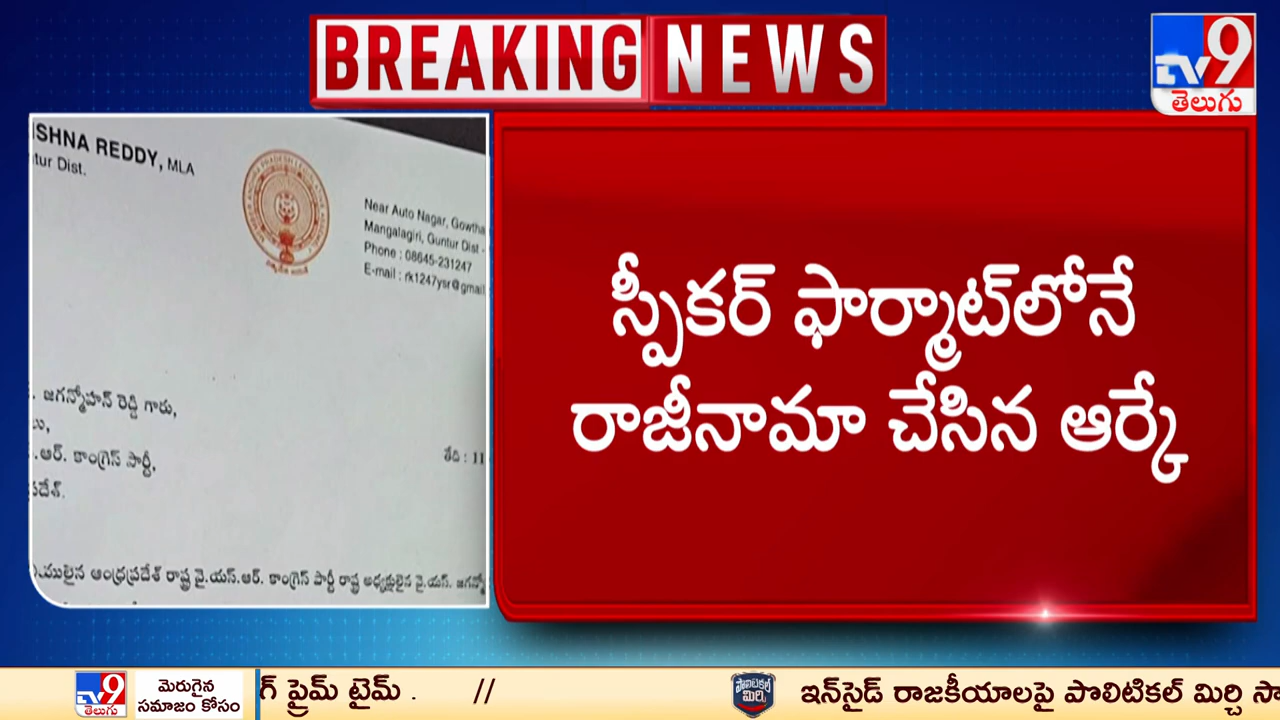 BREAKING NEWS
TV9
తెలుగు
ISHNA REDDY, MLA
tur Dist.
Near Auto Nagar, Gowtha
Mangalagiri, Guntur Dist -
Phone : 08645-231247
E-mail : rk1247ysr@gmail
జగన్మోహన్ రెడ్డి గారు,
.ఆర్. కాంగ్రెస్ పార్టీ,
తేది : 11
ములైన ఆంధ్రప్రదేశ్ రాష్ట్ర వై.యస్.ఆర్. కాంగ్రెస్ పార్టీ రాష్ట్ర అధ్యక్షులైన వై.యస్. జగన్మో
స్పీకర్ ఫార్మాట్‌లోనే
రాజీనామా చేసిన ఆర్కే
TV9
తెలుగు
మెరుగైన
సమాజం కోసం
గ్ ప్రైమ్ టైమ్ . //
పొలిటికల్
మిర్చి
ఇన్‌సైడ్ రాజకీయాలపై పొలిటికల్ మిర్చి సా